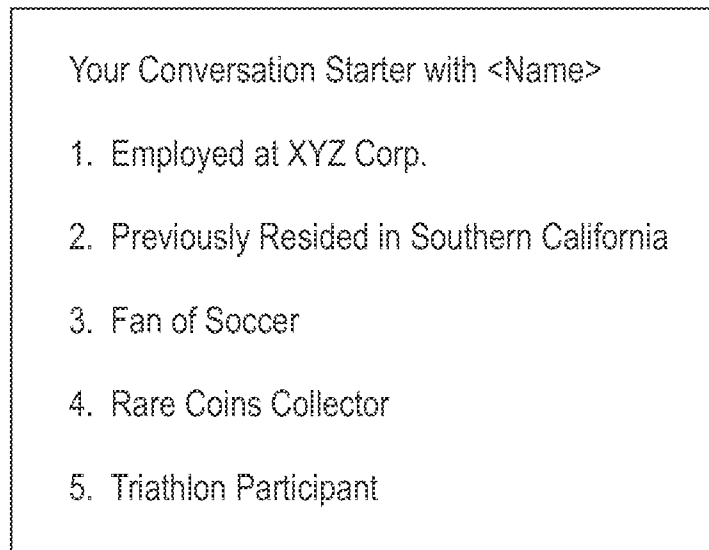 Your Conversation Starter with <Name>
1. Employed at XYZ Corp.
2. Previously Resided in Southern California
3. Fan of Soccer
4. Rare Coins Collector
5. Triathlon Participant